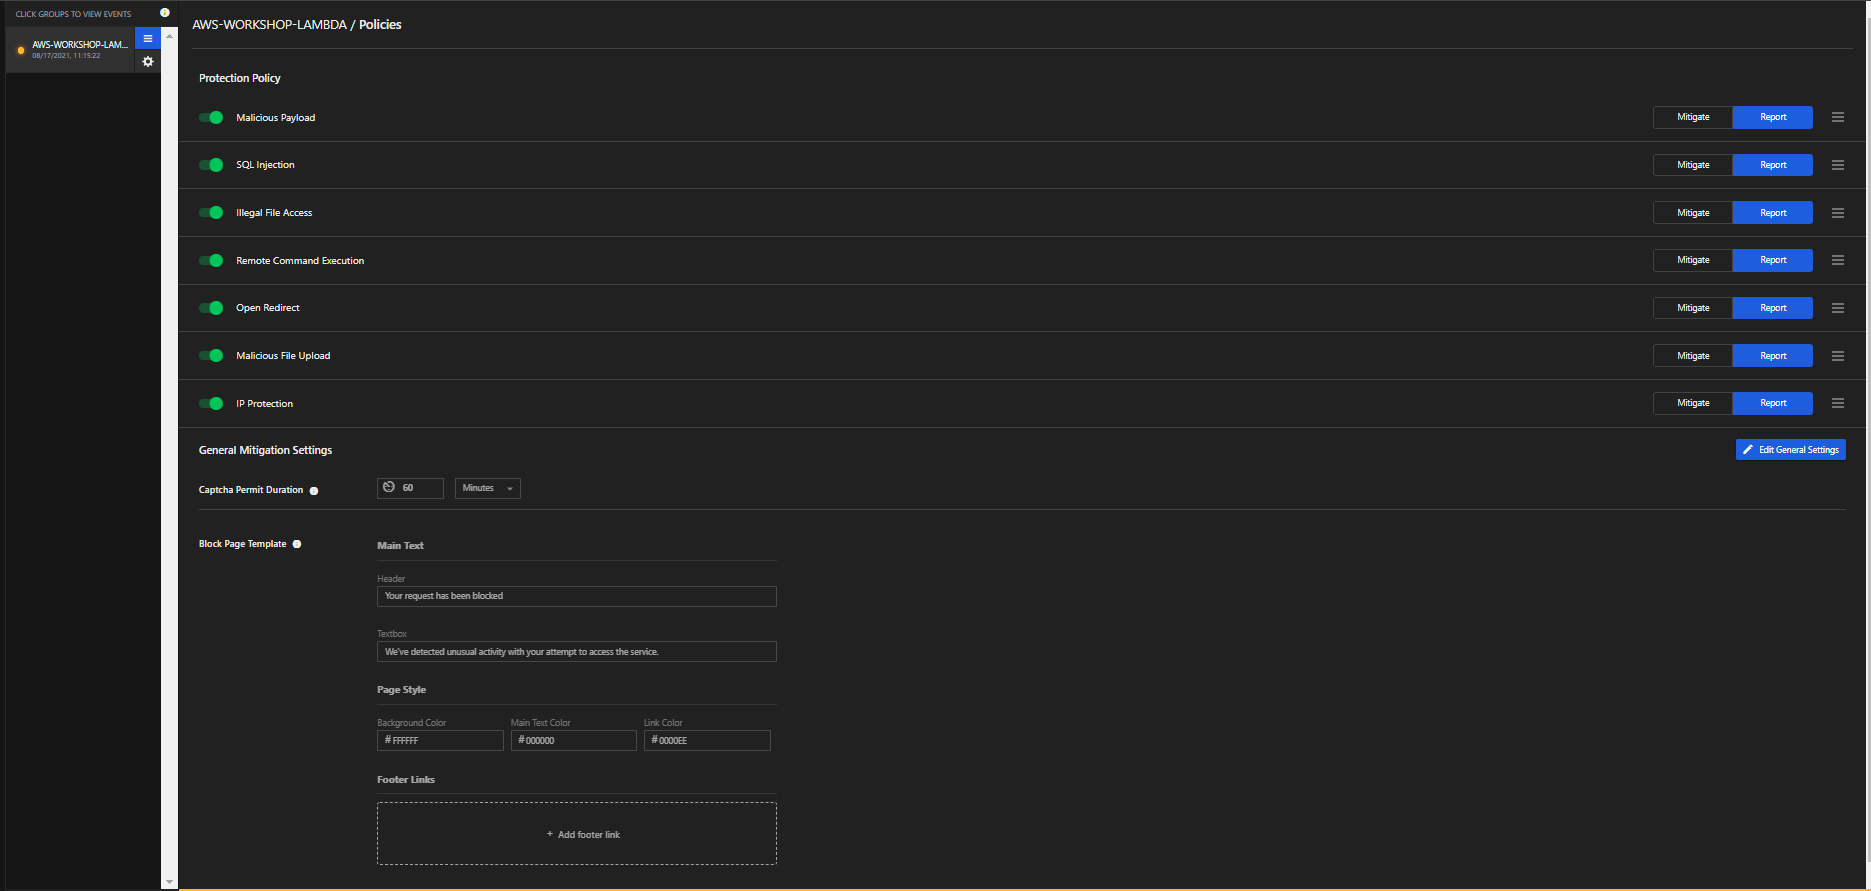 CLICK GROUPS TO VIEW EVENTS
AWS-WORKSHOP-LAM...
08/17/2021, 11:15:22
AWS-WORKSHOP-LAMBDA / Policies
Protection Policy
Malicious Payload Mitigate Report
SQL Injection Mitigate Report
Illegal File Access Mitigate Report
Remote Command Execution Mitigate Report
Open Redirect Mitigate Report
Malicious File Upload Mitigate Report
IP Protection Mitigate Report
General Mitigation Settings Edit General Settings
Captcha Permit Duration 60 Minutes
Block Page Template
Main Text
Header
Your request has been blocked
Textbox
We've detected unusual activity with your attempt to access the service.
Page Style
Background Color Main Text Color Link Color
# FFFFFF # 000000 # 0000EE
Footer Links
+ Add footer link